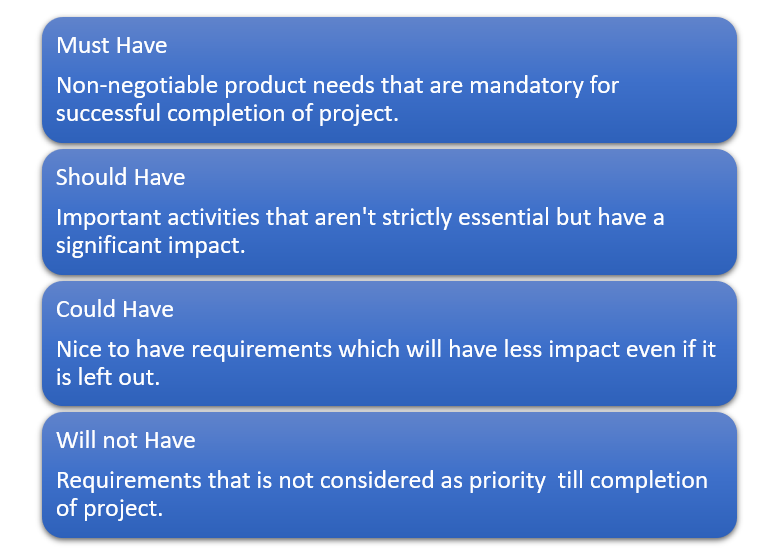 Must Have
Non-negotiable product needs that are mandatory for
successful completion of project.
Should Have
Important activities that aren't strictly essential but have a
significant impact.
Could Have
Nice to have requirements which will have less impact even if it
is left out.
Will not Have
Requirements that is not considered as priority  till completion
of project.